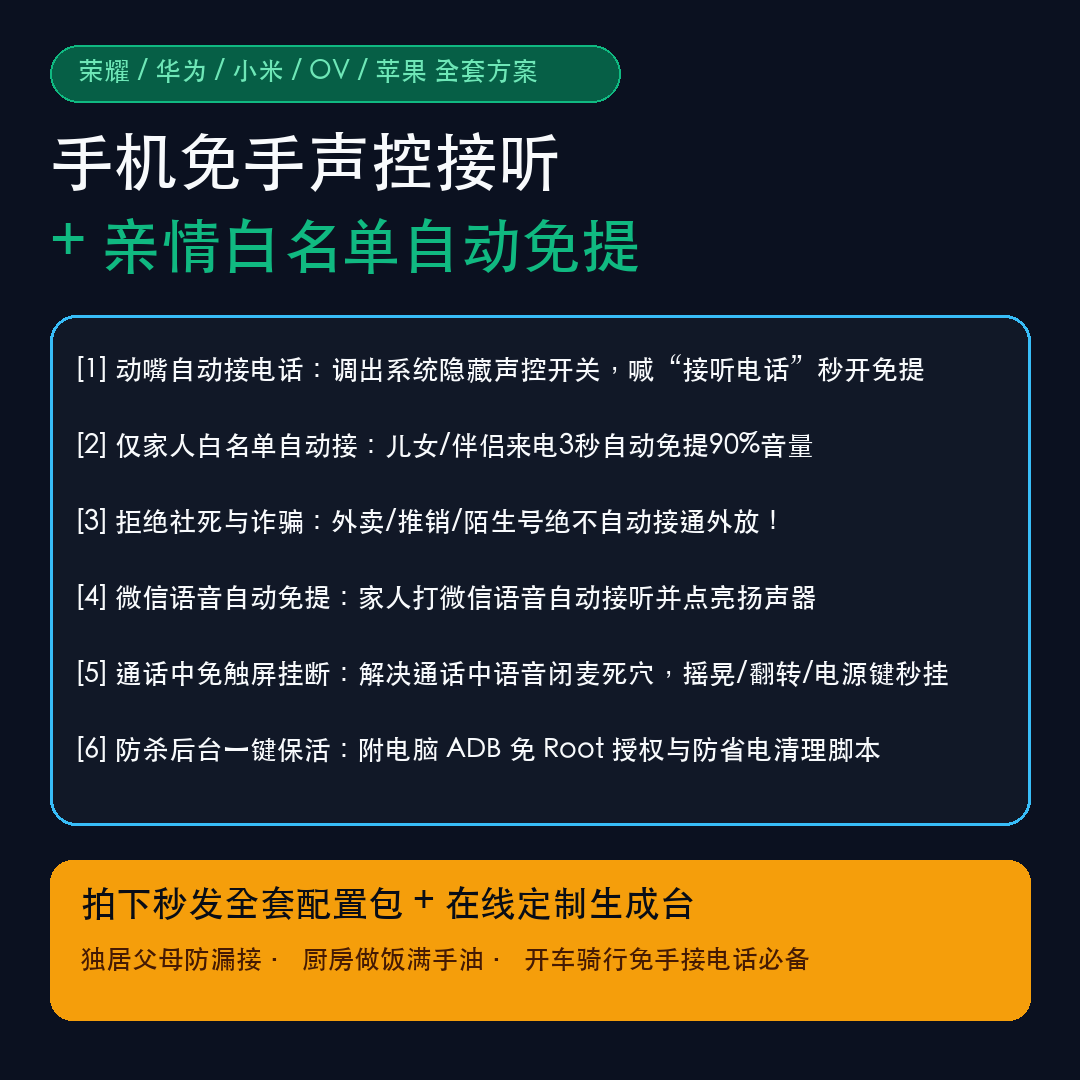 荣耀 / 华为 / 小米 / OV / 苹果 全套方案
手机免手声控接听
+ 亲情白名单自动免提
[1] 动嘴自动接电话：调出系统隐藏声控开关，喊“接听电话”秒开免提
[2] 仅家人白名单自动接：儿女/伴侣来电3秒自动免提90%音量
[3] 拒绝社死与诈骗：外卖/推销/陌生号绝不自动接通外放！
[4] 微信语音自动免提：家人打微信语音自动接听并点亮扬声器
[5] 通话中免触屏挂断：解决通话中语音闭麦死穴，摇晃/翻转/电源键秒挂
[6] 防杀后台一键保活：附电脑 ADB 免 Root 授权与防省电清理脚本
拍下秒发全套配置包 + 在线定制生成台
独居父母防漏接 · 厨房做饭满手油 · 开车骑行免手接电话必备